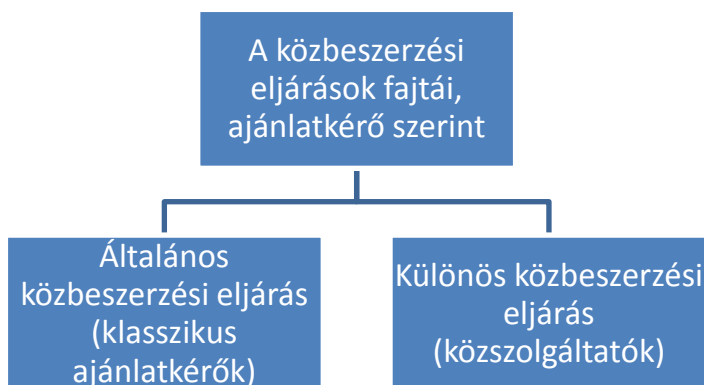 A közbeszerzési
eljárások fajtái,
ajánlatkérő szerint
Általános
közbeszerzési eljárás
(klasszikus
ajánlatkérők)
Különös közbeszerzési
eljárás
(közszolgáltatók)